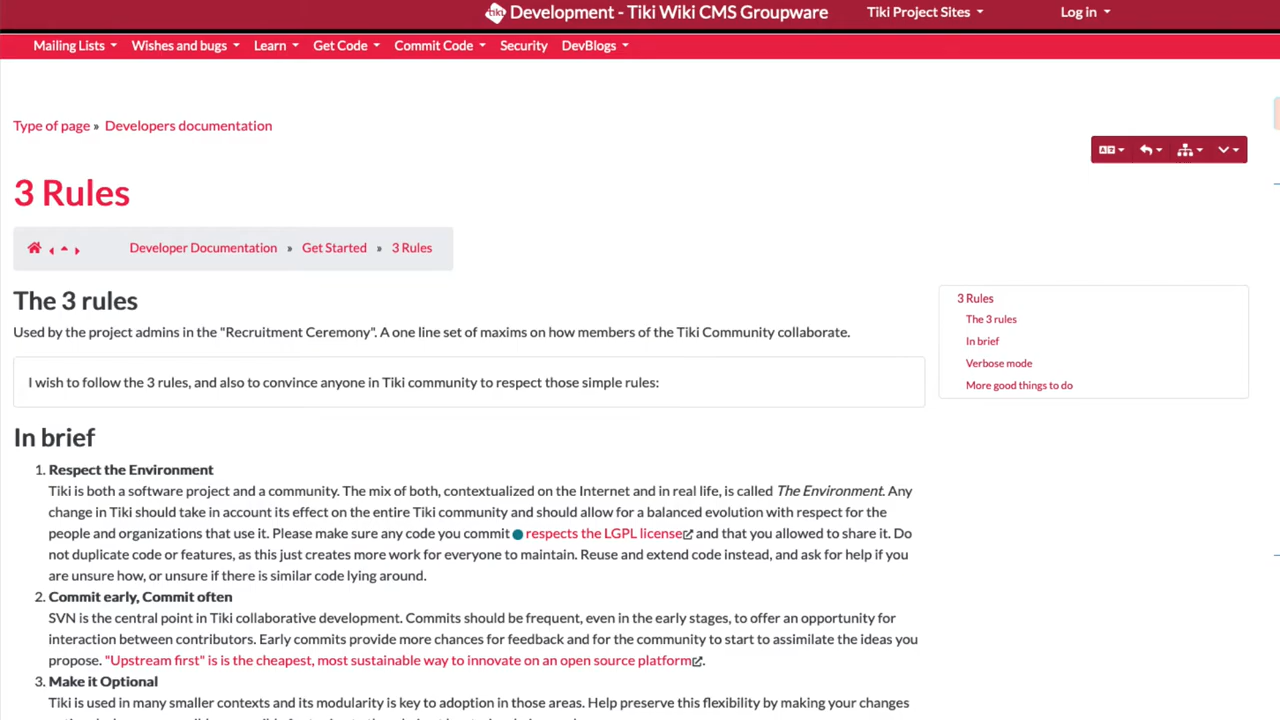 tiki Development - Tiki Wiki CMS Groupware Tiki Project Sites Log in
Mailing Lists Wishes and bugs Learn Get Code Commit Code Security DevBlogs
Type of page » Developers documentation
3 Rules
Developer Documentation » Get Started » 3 Rules
The 3 rules
Used by the project admins in the "Recruitment Ceremony". A one line set of maxims on how members of the Tiki Community collaborate.
I wish to follow the 3 rules, and also to convince anyone in Tiki community to respect those simple rules:
3 Rules
The 3 rules
In brief
Verbose mode
More good things to do
In brief
1. Respect the Environment
Tiki is both a software project and a community. The mix of both, contextualized on the Internet and in real life, is called The Environment. Any
change in Tiki should take in account its effect on the entire Tiki community and should allow for a balanced evolution with respect for the
people and organizations that use it. Please make sure any code you commit respects the LGPL license and that you allowed to share it. Do
not duplicate code or features, as this just creates more work for everyone to maintain. Reuse and extend code instead, and ask for help if you
are unsure how, or unsure if there is similar code lying around.
2. Commit early, Commit often
SVN is the central point in Tiki collaborative development. Commits should be frequent, even in the early stages, to offer an opportunity for
interaction between contributors. Early commits provide more chances for feedback and for the community to start to assimilate the ideas you
propose. "Upstream first" is is the cheapest, most sustainable way to innovate on an open source platform.
3. Make it Optional
Tiki is used in many smaller contexts and its modularity is key to adoption in those areas. Help preserve this flexibility by making your changes